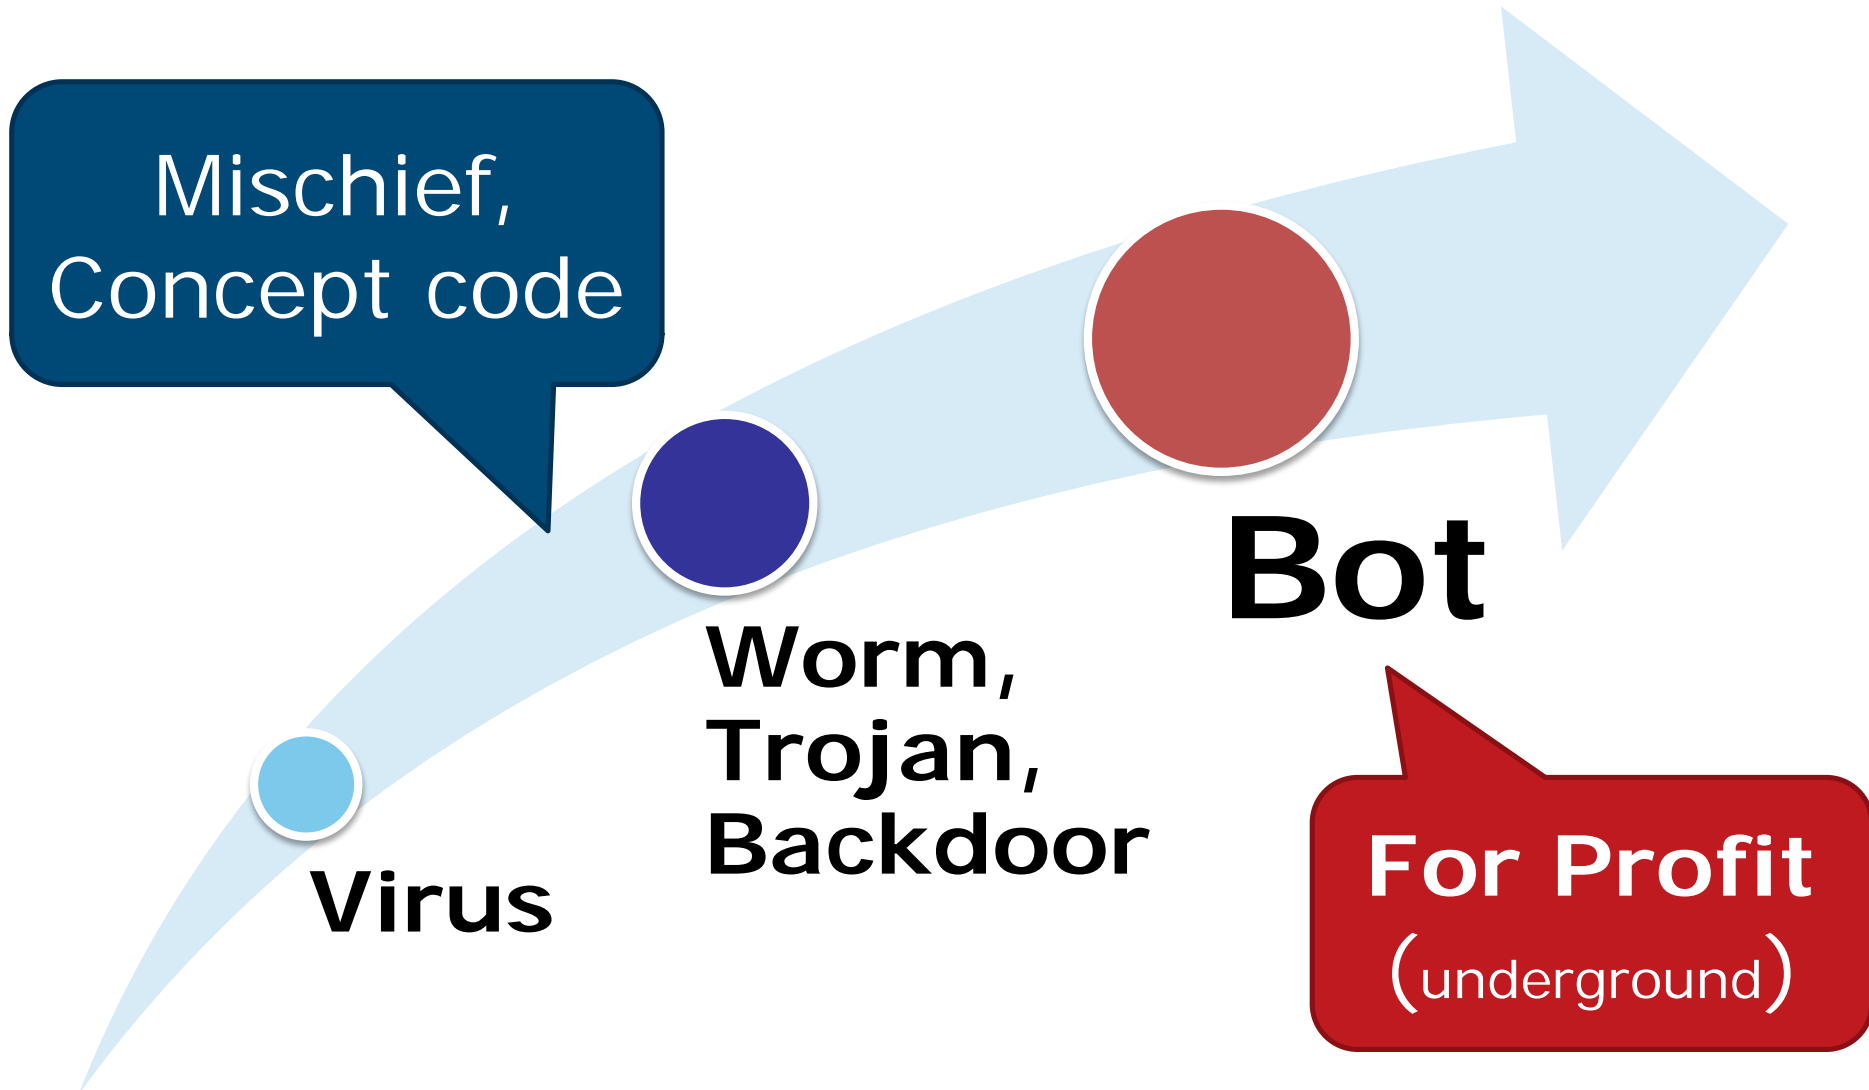 Mischief,
Concept code
Virus
Worm,
Trojan,
Backdoor
Bot
For Profit
(underground)